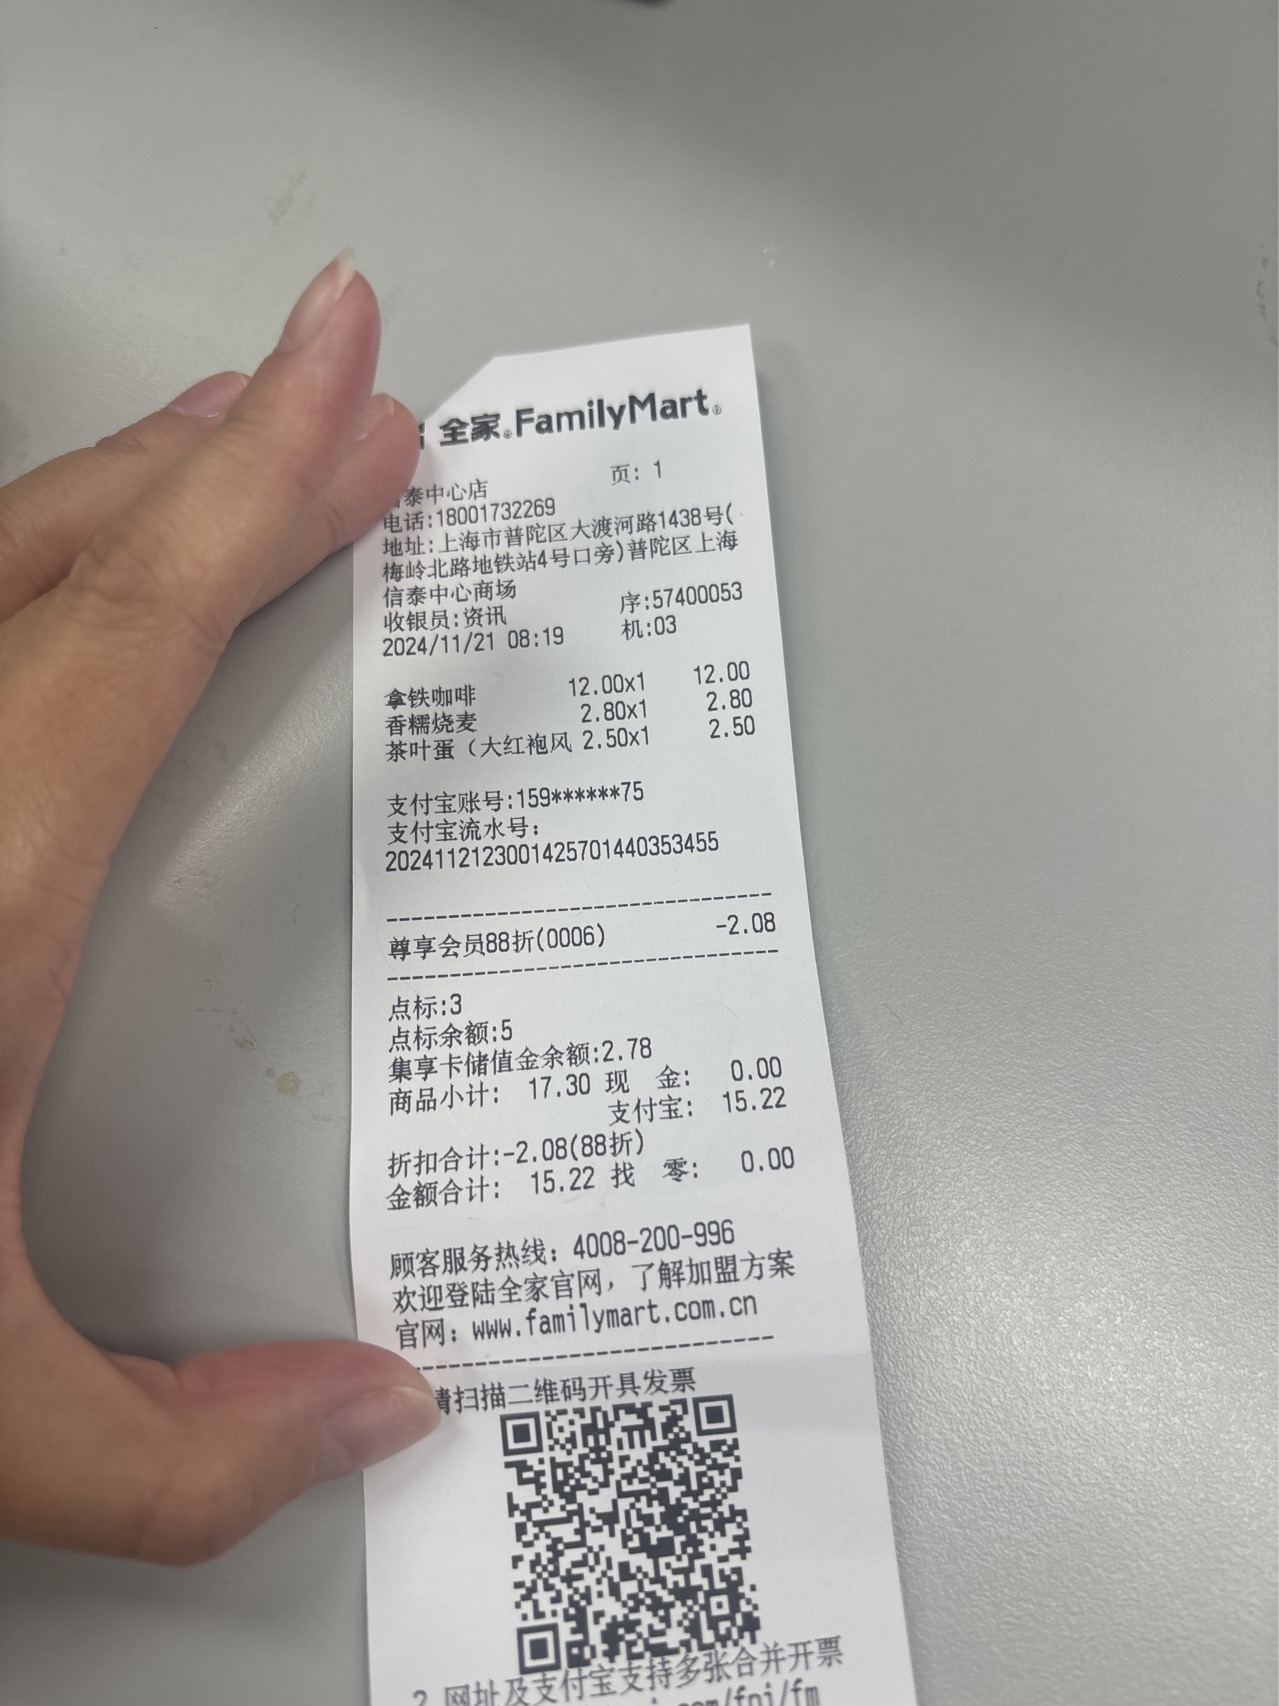 全家 FamilyMart
页: 1
泰中心店
电话:18001732269
地址:上海市普陀区大渡河路1438号(
梅岭北路地铁站4号口旁)普陀区上海
信泰中心商场
收银员:资讯 序:57400053
2024/11/21 08:19 机:03
拿铁咖啡 12.00x1 12.00
香糯烧麦 2.80x1 2.80
茶叶蛋（大红袍风 2.50x1 2.50
支付宝账号:159******75
支付宝流水号:
2024112123001425701440353455
尊享会员88折(0006) -2.08
点标:3
点标余额:5
集享卡储值金余额:2.78
商品小计: 17.30 现 金: 0.00
支付宝: 15.22
折扣合计:-2.08(88折)
金额合计: 15.22 找 零: 0.00
顾客服务热线: 4008-200-996
欢迎登陆全家官网, 了解加盟方案
官网: www.familymart.com.cn
请扫描二维码开具发票
2 网址及支付宝支持多张合并开票